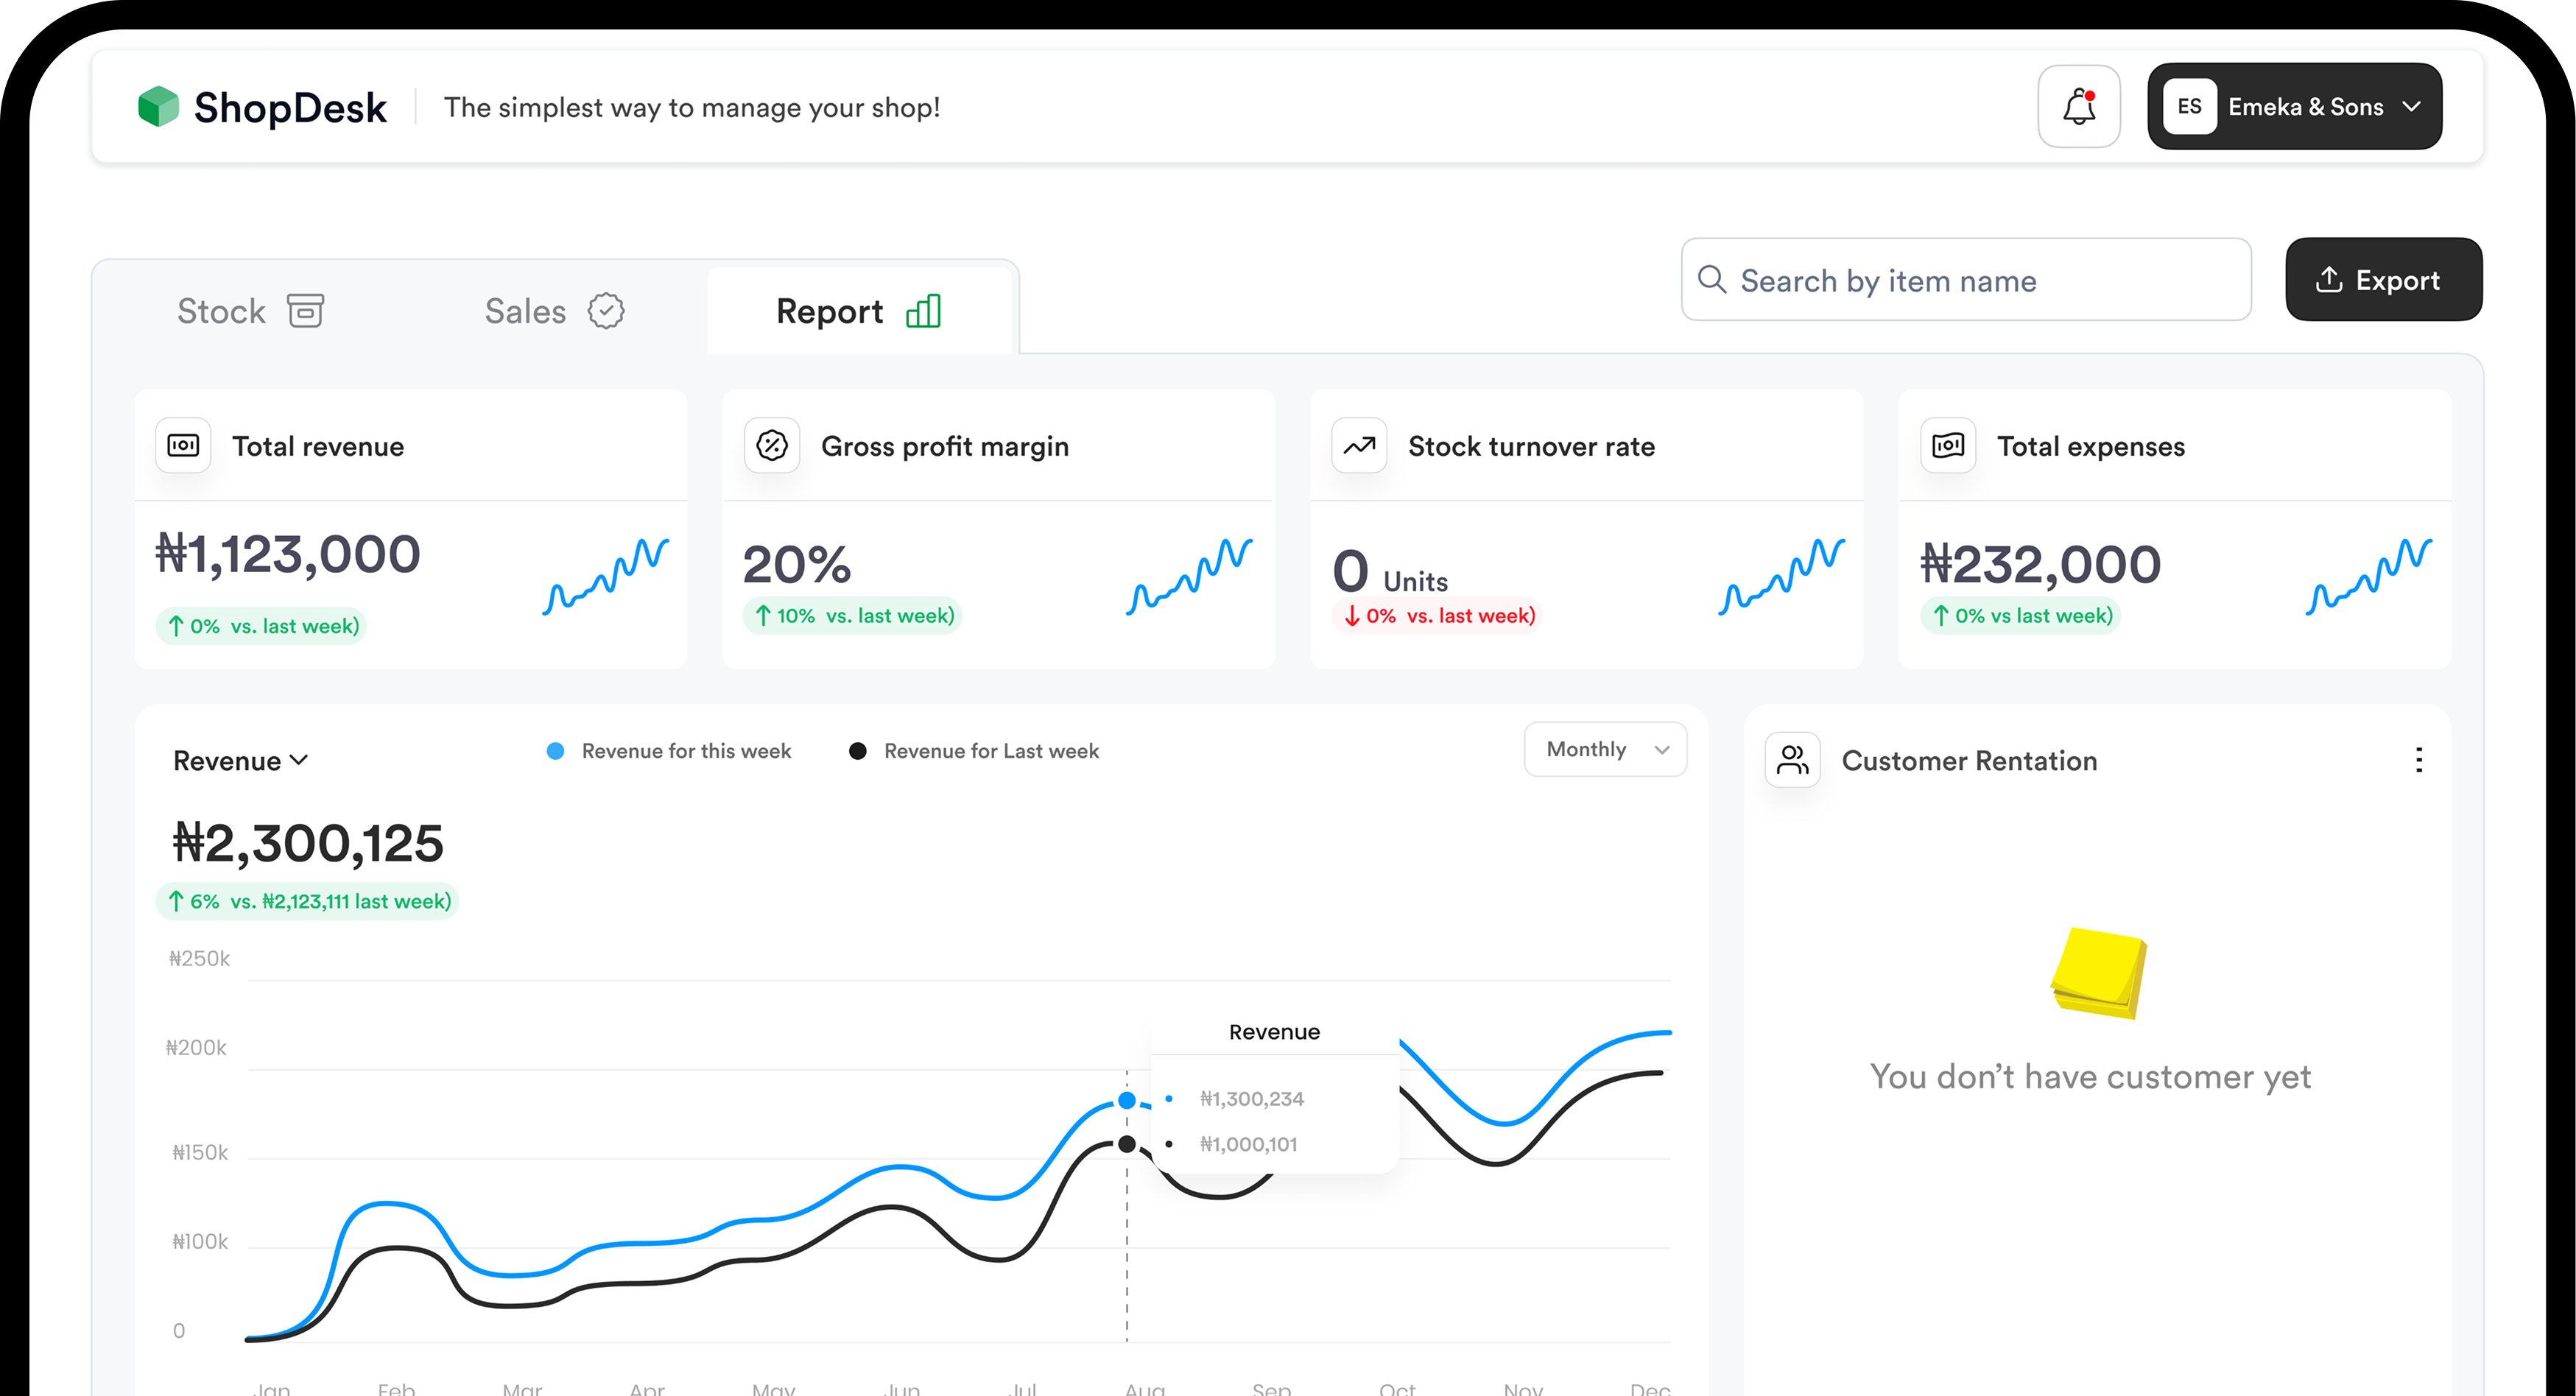 ShopDesk
The simplest way to manage your shop!
ES
Emeka & Sons
Stock
Sales
Report
Search by item name
Export
Total revenue
₦1,123,000
↑ 0% vs. last week)
Gross profit margin
20%
↑ 10% vs. last week)
Stock turnover rate
0 Units
↓ 0% vs. last week)
Total expenses
₦232,000
↑ 0% vs last week)
Revenue
Revenue for this week
Revenue for Last week
Monthly
₦2,300,125
↑ 6% vs. ₦2,123,111 last week)
₦250k
₦200k
₦150k
₦100k
0
Revenue
₦1,300,234
₦1,000,101
Jan Feb Mar Apr May Jun Jul Aug Sep Oct Nov Dec
Customer Rentation
You don’t have customer yet